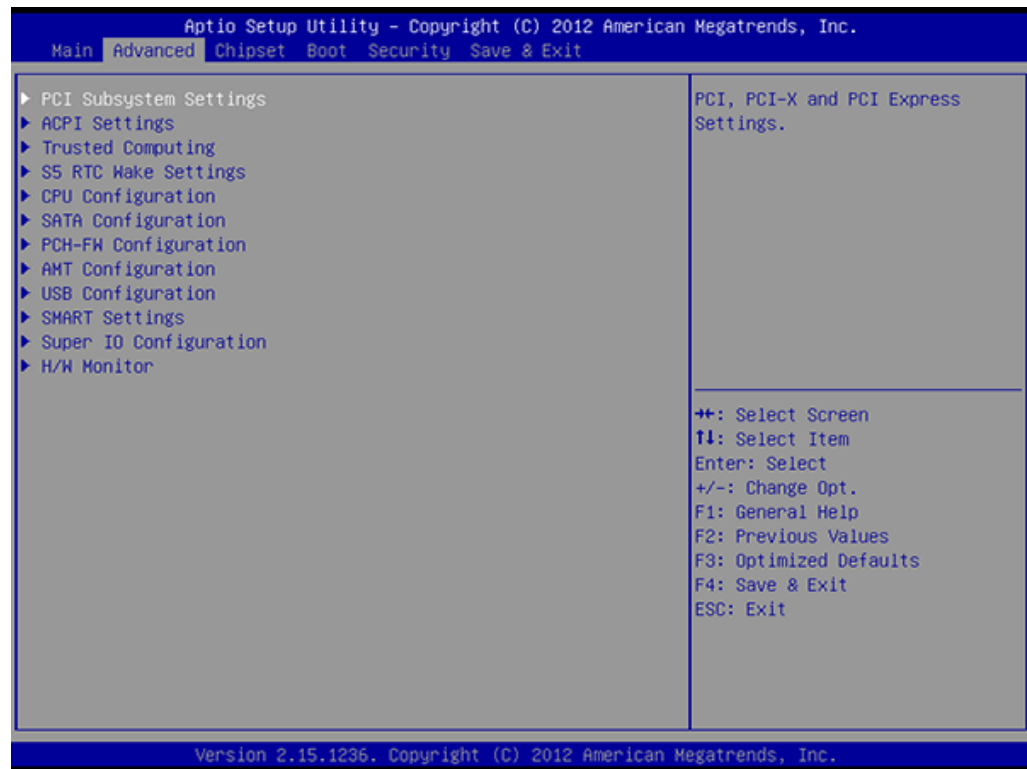 Aptio Setup Utility – Copyright (C) 2012 American Megatrends, Inc.
Main Advanced Chipset Boot Security Save & Exit
▶ PCI Subsystem Settings
▶ ACPI Settings
▶ Trusted Computing
▶ S5 RTC Wake Settings
▶ CPU Configuration
▶ SATA Configuration
▶ PCH-FW Configuration
▶ AMT Configuration
▶ USB Configuration
▶ SMART Settings
▶ Super IO Configuration
▶ H/W Monitor
PCI, PCI-X and PCI Express
Settings.
→←: Select Screen
↑↓: Select Item
Enter: Select
+/-: Change Opt.
F1: General Help
F2: Previous Values
F3: Optimized Defaults
F4: Save & Exit
ESC: Exit
Version 2.15.1236. Copyright (C) 2012 American Megatrends, Inc.